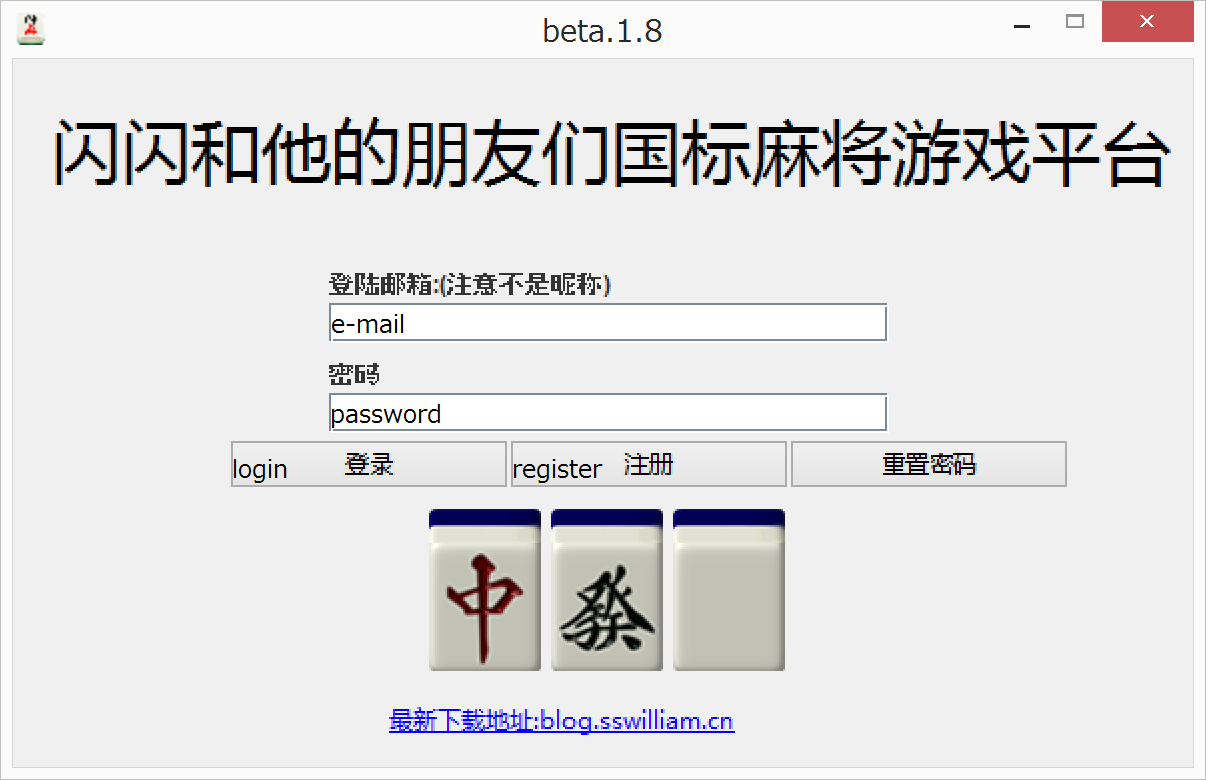 beta.1.8
闪闪和他的朋友们国标麻将游戏平台
登陆邮箱:(注意不是昵称)
e-mail
密码
password
login 登录 register 注册 重置密码
中 發
最新下载地址:blog.sswilliam.cn